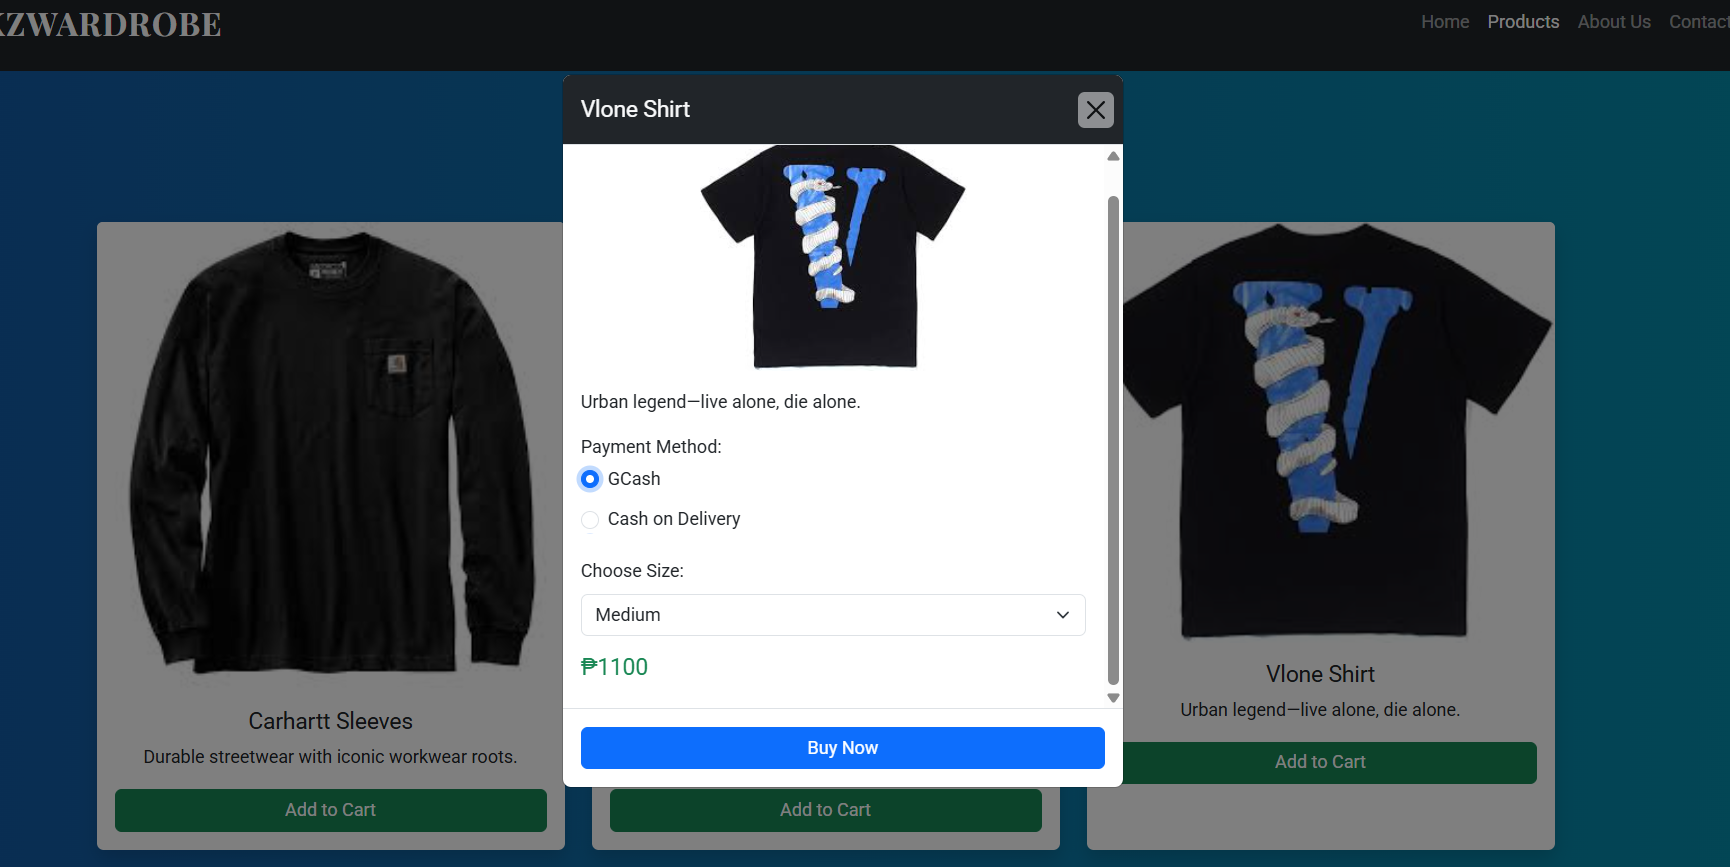 KZWARDROBE
Home Products About Us Contact
Vlone Shirt
Urban legend—live alone, die alone.
Payment Method:
GCash
Cash on Delivery
Choose Size:
Medium
₱1100
Buy Now
Carhartt Sleeves
Durable streetwear with iconic workwear roots.
Add to Cart
Add to Cart
Vlone Shirt
Urban legend—live alone, die alone.
Add to Cart